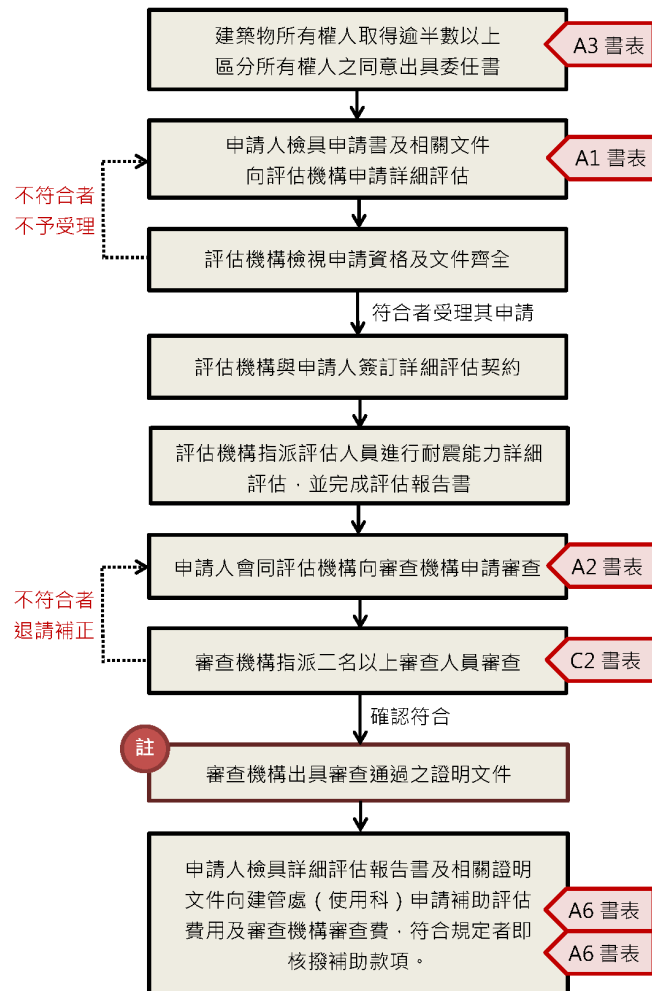 建築物所有權人取得逾半數以上
區分所有權人之同意出具委任書
A3 書表
申請人檢具申請書及相關文件
向評估機構申請詳細評估
A1 書表
不符合者
不予受理
評估機構檢視申請資格及文件齊全
符合者受理其申請
評估機構與申請人簽訂詳細評估契約
評估機構指派評估人員進行耐震能力詳細
評估，並完成評估報告書
申請人會同評估機構向審查機構申請審查
A2 書表
不符合者
退請補正
審查機構指派二名以上審查人員審查
C2 書表
確認符合
註
審查機構出具審查通過之證明文件
申請人檢具詳細評估報告書及相關證明
文件向建管處（使用科）申請補助評估
費用及審查機構審查費，符合規定者即
核撥補助款項。
A6 書表
A6 書表